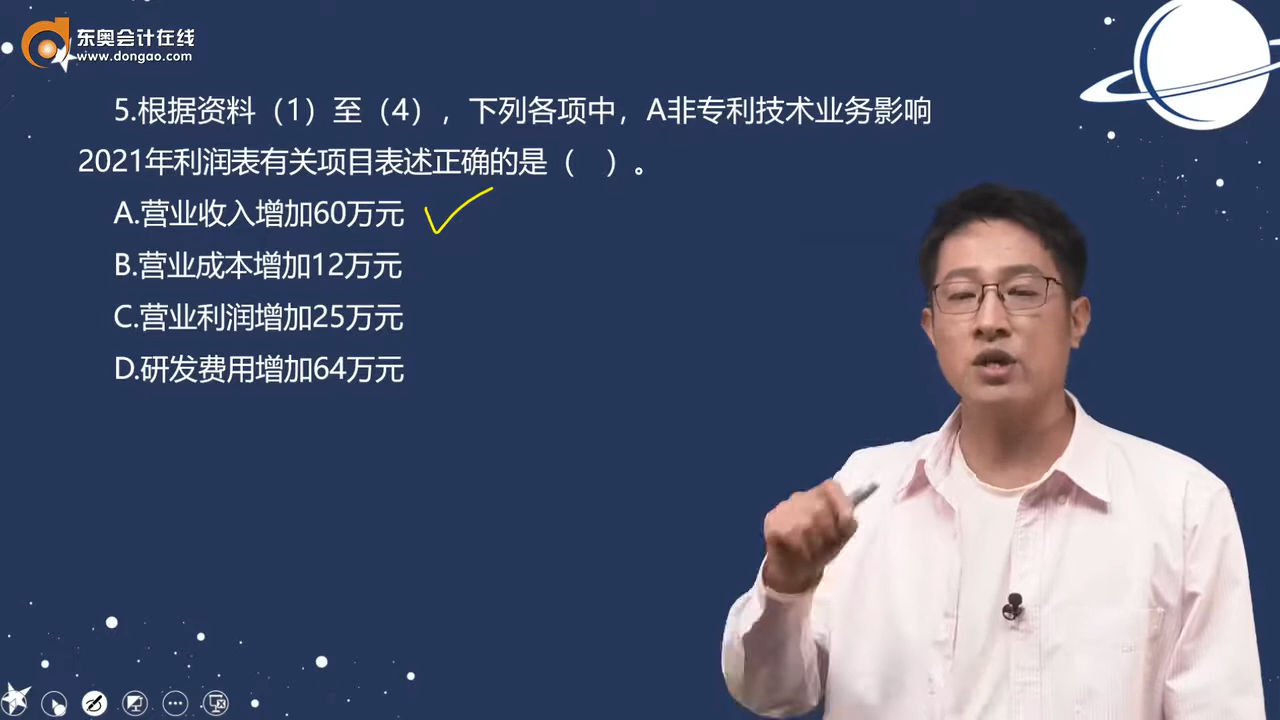 东奥会计在线
www.dongao.com
5.根据资料（1）至（4），下列各项中，A非专利技术业务影响
2021年利润表有关项目表述正确的是（ ）。
A.营业收入增加60万元
B.营业成本增加12万元
C.营业利润增加25万元
D.研发费用增加64万元